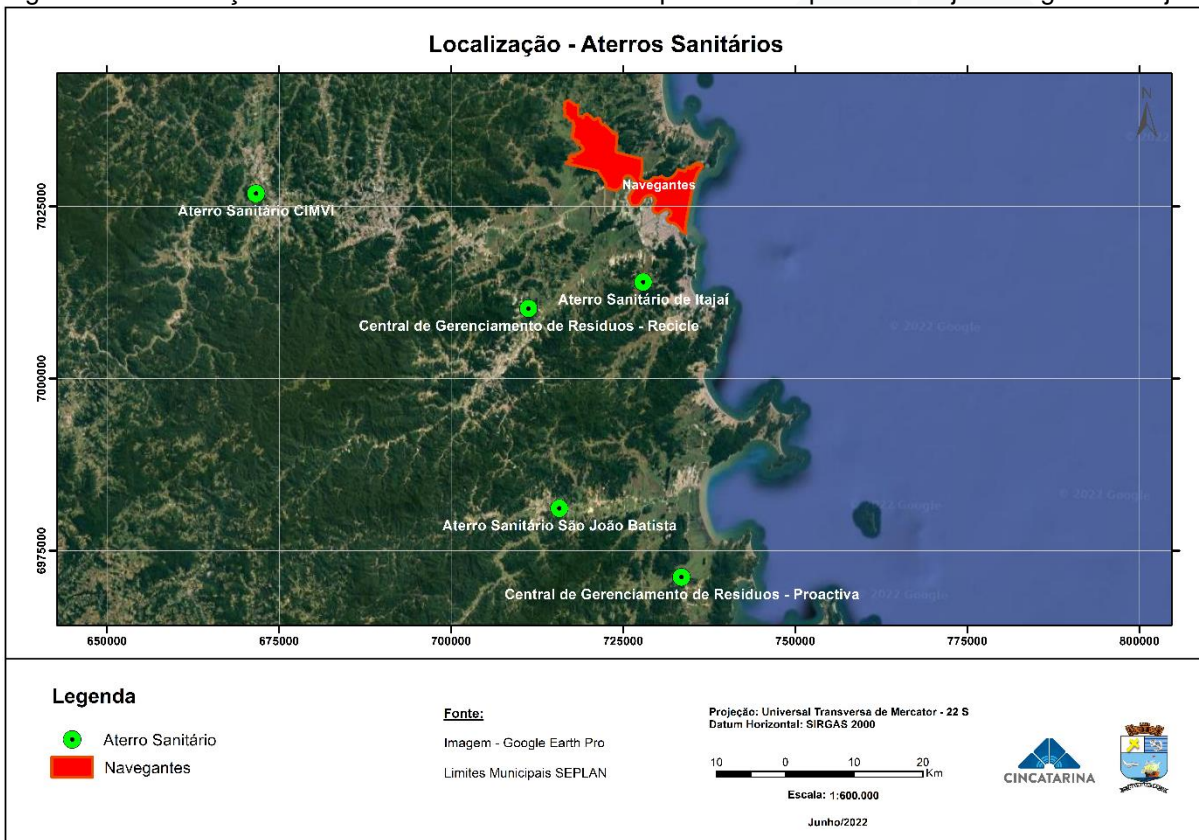 Localização - Aterros Sanitários
N
Navegantes
Aterro Sanitário CIMVI
Aterro Sanitário de Itajaí
Central de Gerenciamento de Resíduos - Recicle
Aterro Sanitário São João Batista
Central de Gerenciamento de Resíduos - Proactiva
© 2022 Google
© 2022 Google
2022 Google
2022 Google
7025000
7000000
6975000
650000
675000
700000
725000
750000
775000
800000
Legenda
Aterro Sanitário
Navegantes
Fonte:
Imagem - Google Earth Pro
Limites Municipais SEPLAN
Projeção: Universal Transversa de Mercator - 22 S
Datum Horizontal: SIRGAS 2000
10 0 10 20
Km
Escala: 1:600.000
Junho/2022
CINCATARINA